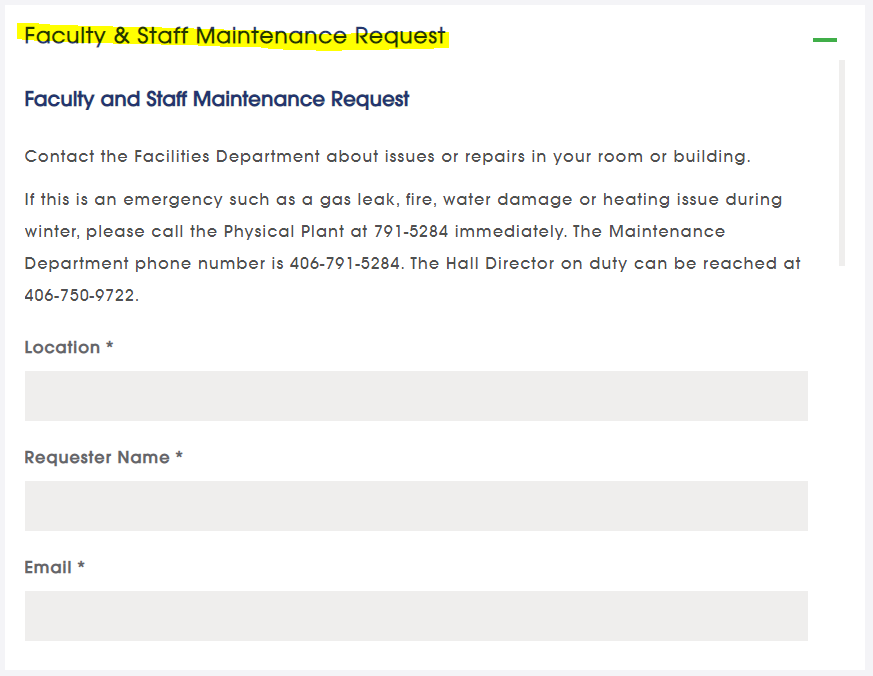 Faculty & Staff Maintenance Request
Faculty and Staff Maintenance Request
Contact the Facilities Department about issues or repairs in your room or building.
If this is an emergency such as a gas leak, fire, water damage or heating issue during
winter, please call the Physical Plant at 791-5284 immediately. The Maintenance
Department phone number is 406-791-5284. The Hall Director on duty can be reached at
406-750-9722.
Location *
Requester Name *
Email *